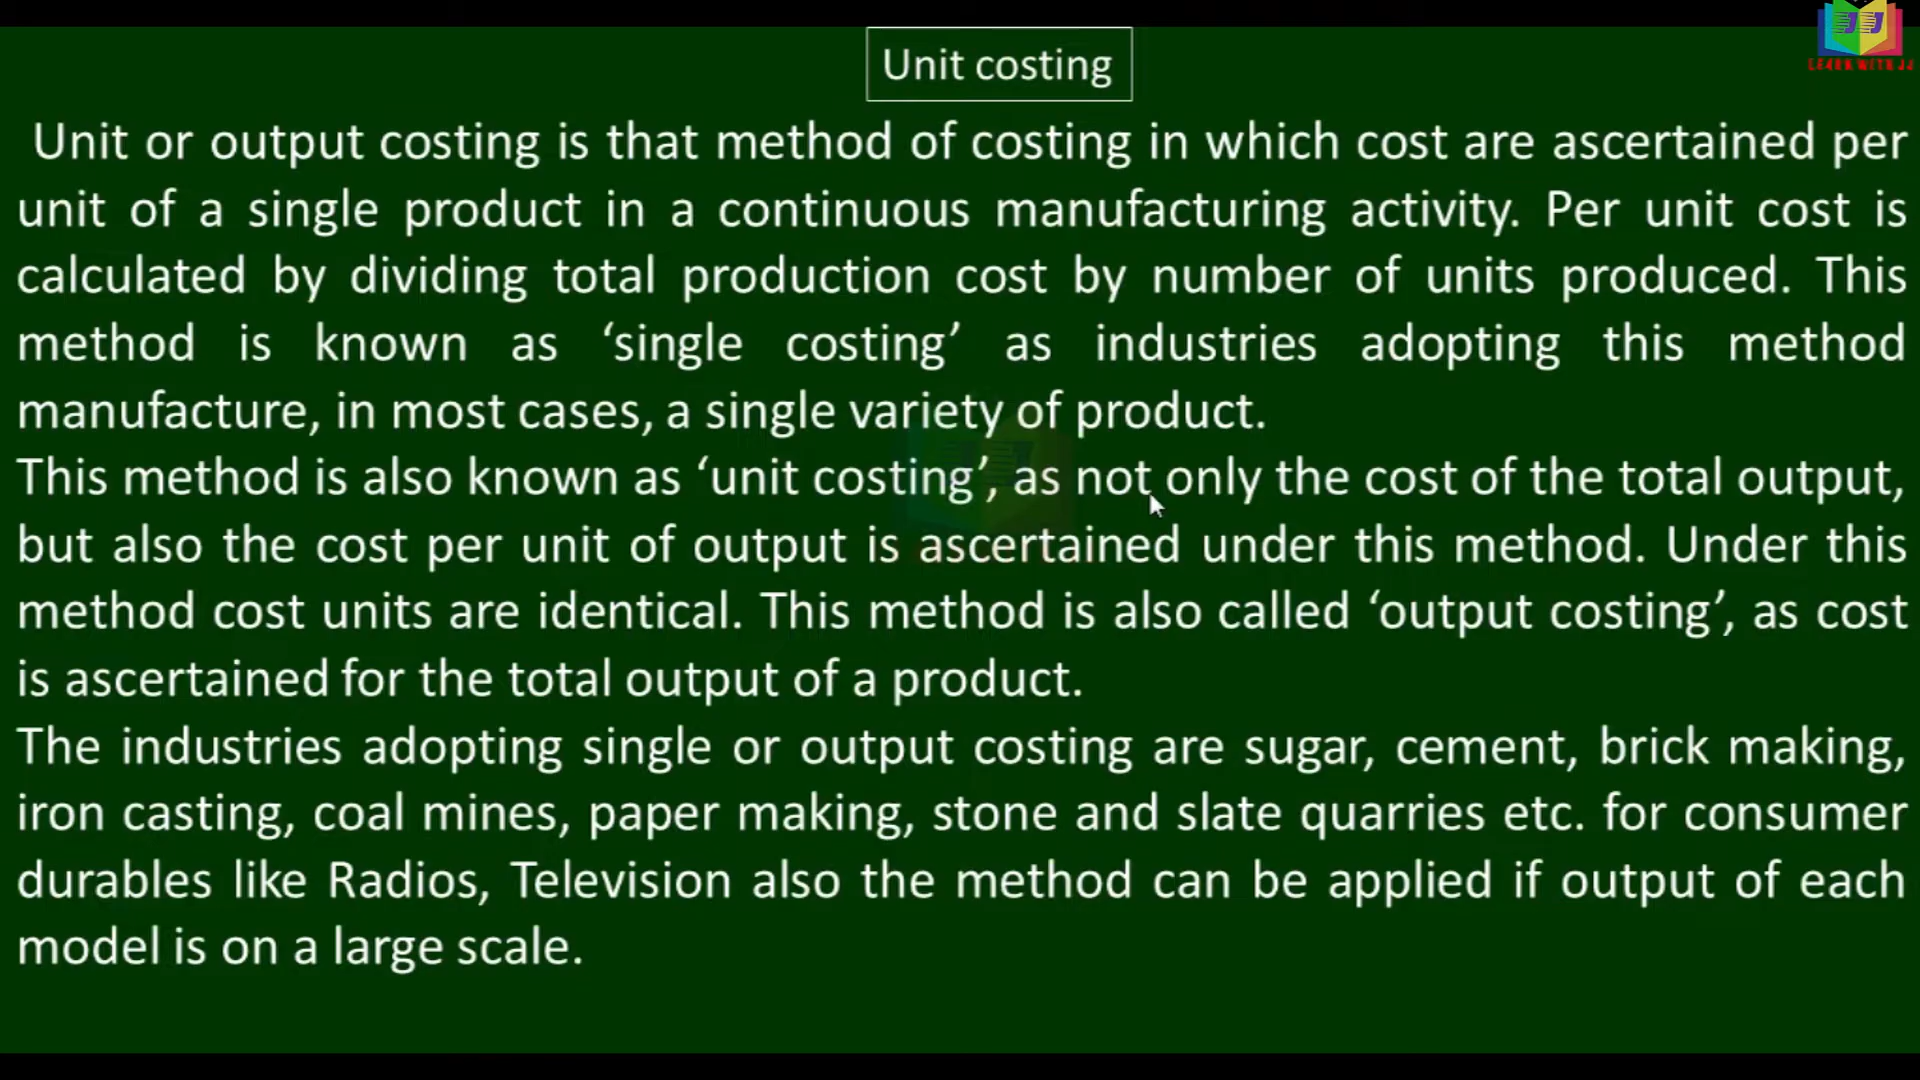 LEARN WITH JJ
Unit costing
Unit or output costing is that method of costing in which cost are ascertained per
unit of a single product in a continuous manufacturing activity. Per unit cost is
calculated by dividing total production cost by number of units produced. This
method is known as ‘single costing’ as industries adopting this method
manufacture, in most cases, a single variety of product.
This method is also known as ‘unit costing’, as not only the cost of the total output,
but also the cost per unit of output is ascertained under this method. Under this
method cost units are identical. This method is also called ‘output costing’, as cost
is ascertained for the total output of a product.
The industries adopting single or output costing are sugar, cement, brick making,
iron casting, coal mines, paper making, stone and slate quarries etc. for consumer
durables like Radios, Television also the method can be applied if output of each
model is on a large scale.